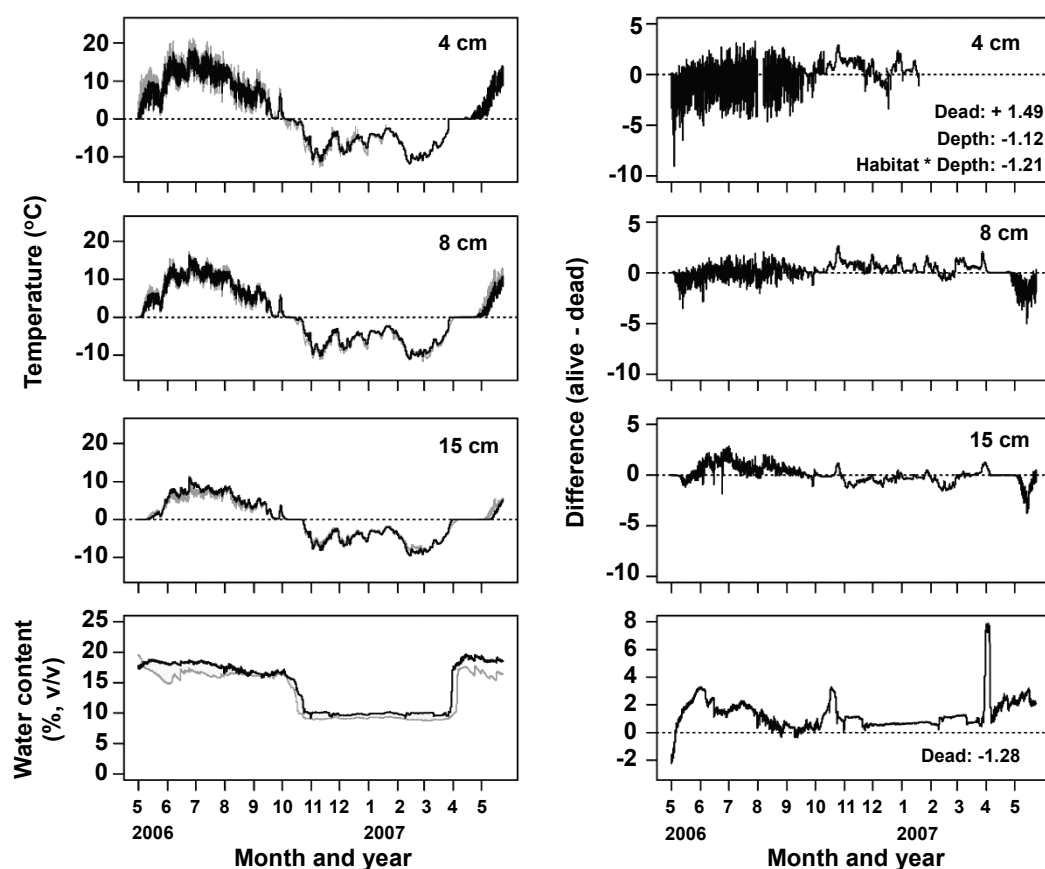 Temperature (ºC)
20
10
0
-10
4 cm
20
10
0
-10
8 cm
20
10
0
-10
15 cm
Water content
(%, v/v)
25
20
15
10
5
0
5 6 7 8 9 10 11 12 1 2 3 4 5
2006 2007
Month and year
Difference (alive - dead)
5
0
-5
-10
4 cm
Dead: + 1.49
Depth: -1.12
Habitat * Depth: -1.21
5
0
-5
-10
8 cm
5
0
-5
-10
15 cm
8
6
4
2
0
-2
Dead: -1.28
5 6 7 8 9 10 11 12 1 2 3 4 5
2006 2007
Month and year